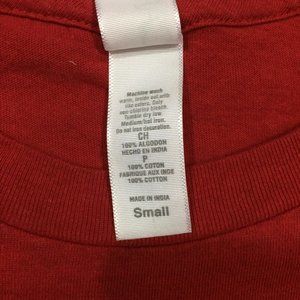 Machine wash
warm, inside out with
like colors. Only
non-chlorine bleach.
Tumble dry low
Medium/hot iron.
Do not iron decoration.
CH
100% ALGODON
HECHO EN INDIA
P
100% COTON
FABRIQUE AUX INDE
100% COTTON
MADE IN INDIA
Small